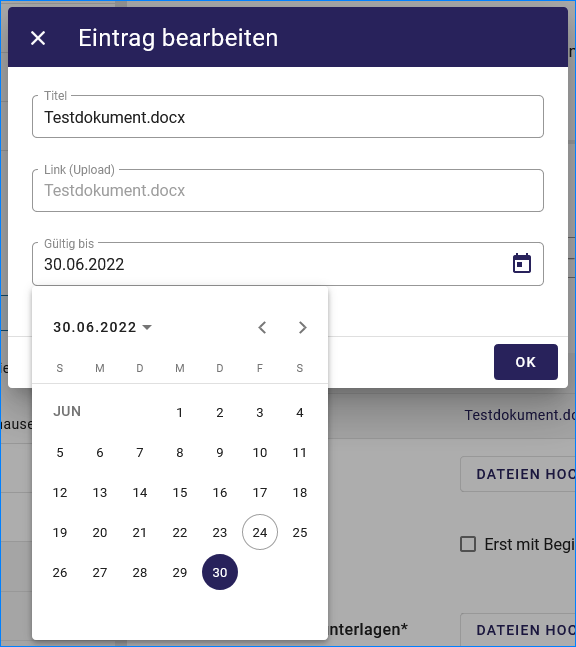 Eintrag bearbeiten
Titel
Testdokument.docx
Link (Upload)
Testdokument.docx
Gültig bis
30.06.2022
30.06.2022
S M D M D F S
JUN 1 2 3 4
5 6 7 8 9 10 11
12 13 14 15 16 17 18
19 20 21 22 23 24 25
26 27 28 29 30
OK
Testdokument.do
DATEIEN HOC
Erst mit Begi
nterlagen*
DATEIEN HOC